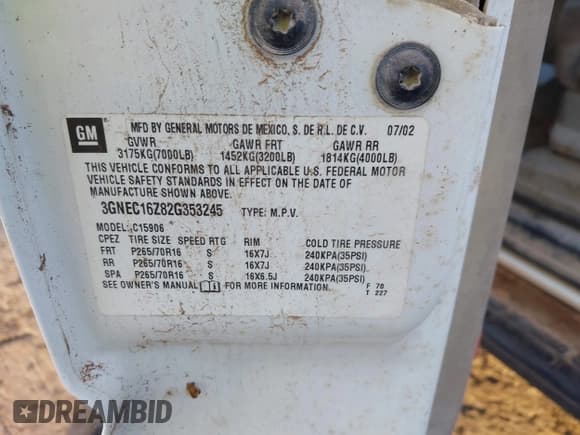 GM
MFD BY GENERAL MOTORS DE MEXICO, S. DE R.L. DE C.V. 07/02
GVWR GAWR FRT GAWR RR
3175KG(7000LB) 1452KG(3200LB) 1814KG(4000LB)
THIS VEHICLE CONFORMS TO ALL APPLICABLE U.S. FEDERAL MOTOR
VEHICLE SAFETY STANDARDS IN EFFECT ON THE DATE OF
MANUFACTURE SHOWN ABOVE.
3GNEC16Z82G353245 TYPE: M.P.V.
MODEL: C15906
CPEZ TIRE SIZE SPEED RTG RIM COLD TIRE PRESSURE
FRT P265/70R16 S 16X7J 240KPA(35PSI)
RR P265/70R16 S 16X7J 240KPA(35PSI)
SPA P265/70R16 S 16X6.5J 240KPA(35PSI)
SEE OWNER'S MANUAL FOR MORE INFORMATION.
F 70
T 227
DREAMBID